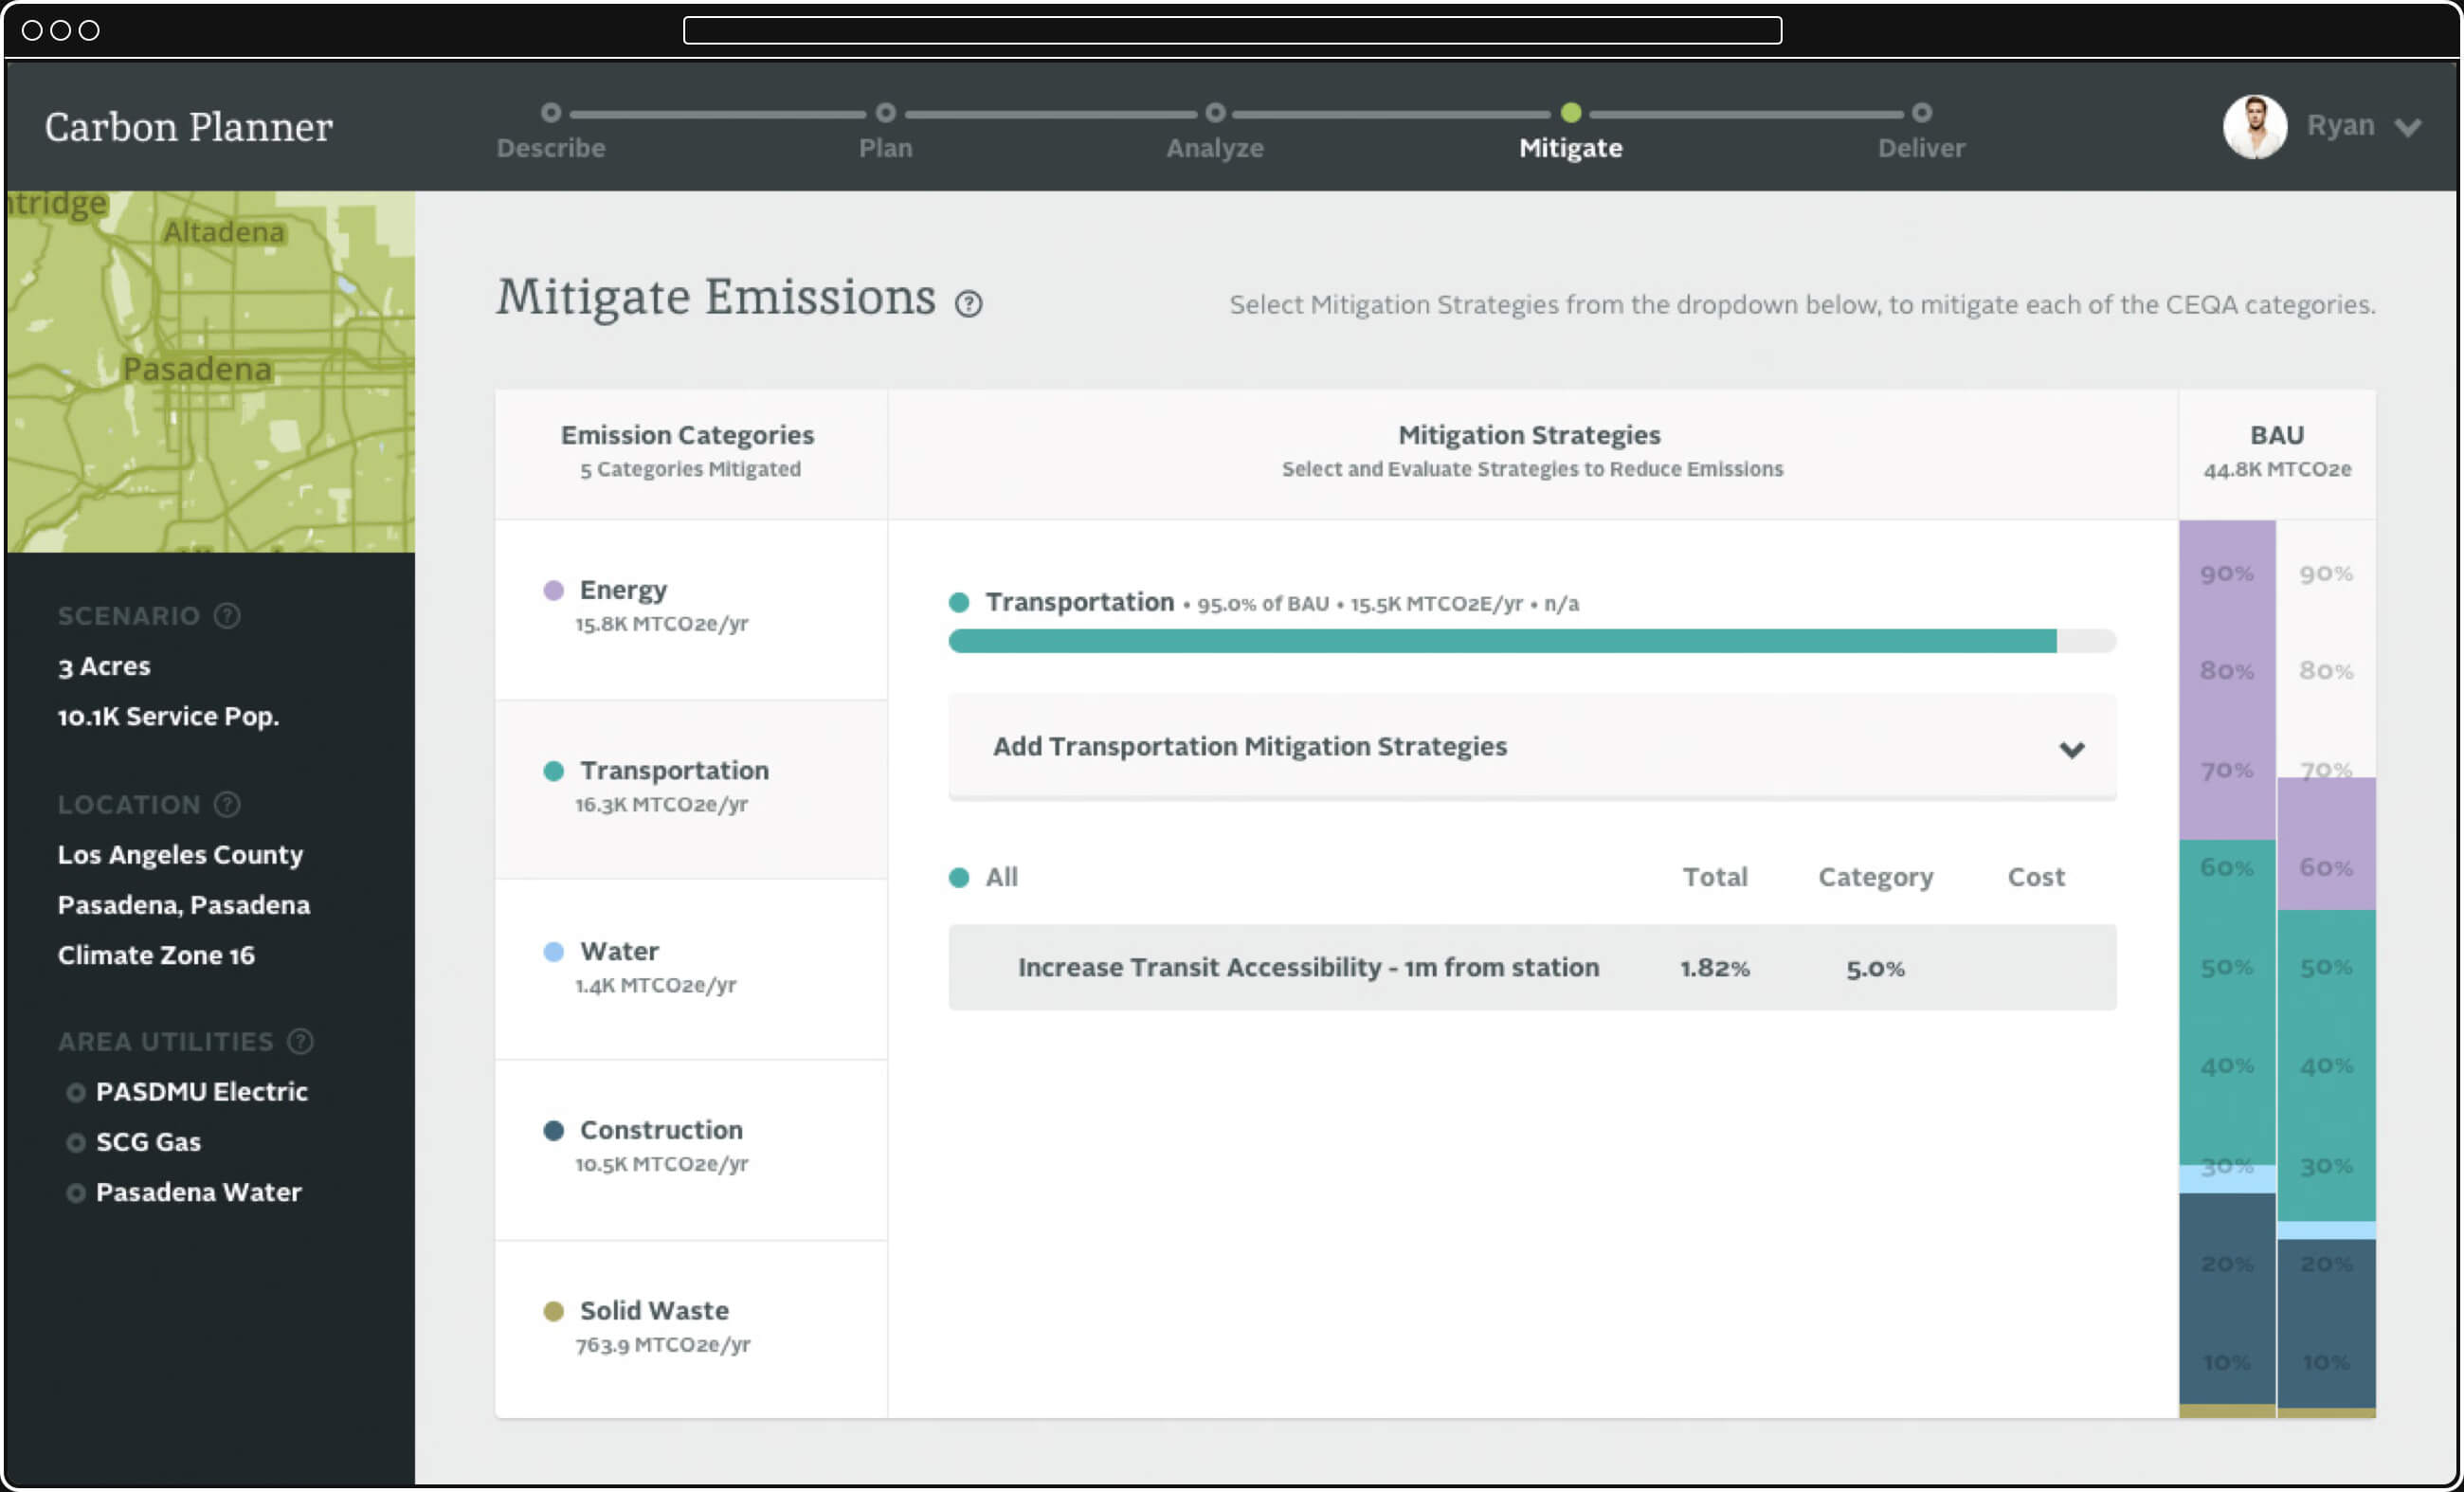 Carbon Planner
Describe
Plan
Analyze
Mitigate
Deliver
Ryan
ntridge
Altadena
Pasadena
SCENARIO ?
3 Acres
10.1K Service Pop.
LOCATION ?
Los Angeles County
Pasadena, Pasadena
Climate Zone 16
AREA UTILITIES ?
PASDMU Electric
SCG Gas
Pasadena Water
Mitigate Emissions ?
Select Mitigation Strategies from the dropdown below, to mitigate each of the CEQA categories.
Emission Categories
5 Categories Mitigated
Energy
15.8K MTCO2e/yr
Transportation
16.3K MTCO2e/yr
Water
1.4K MTCO2e/yr
Construction
10.5K MTCO2e/yr
Solid Waste
763.9 MTCO2e/yr
Mitigation Strategies
Select and Evaluate Strategies to Reduce Emissions
Transportation • 95.0% of BAU • 15.5K MTCO2E/yr • n/a
Add Transportation Mitigation Strategies
All Total Category Cost
Increase Transit Accessibility - 1m from station 1.82% 5.0%
BAU
44.8K MTCO2e
90% 90%
80% 80%
70% 70%
60% 60%
50% 50%
40% 40%
30% 30%
20% 20%
10% 10%